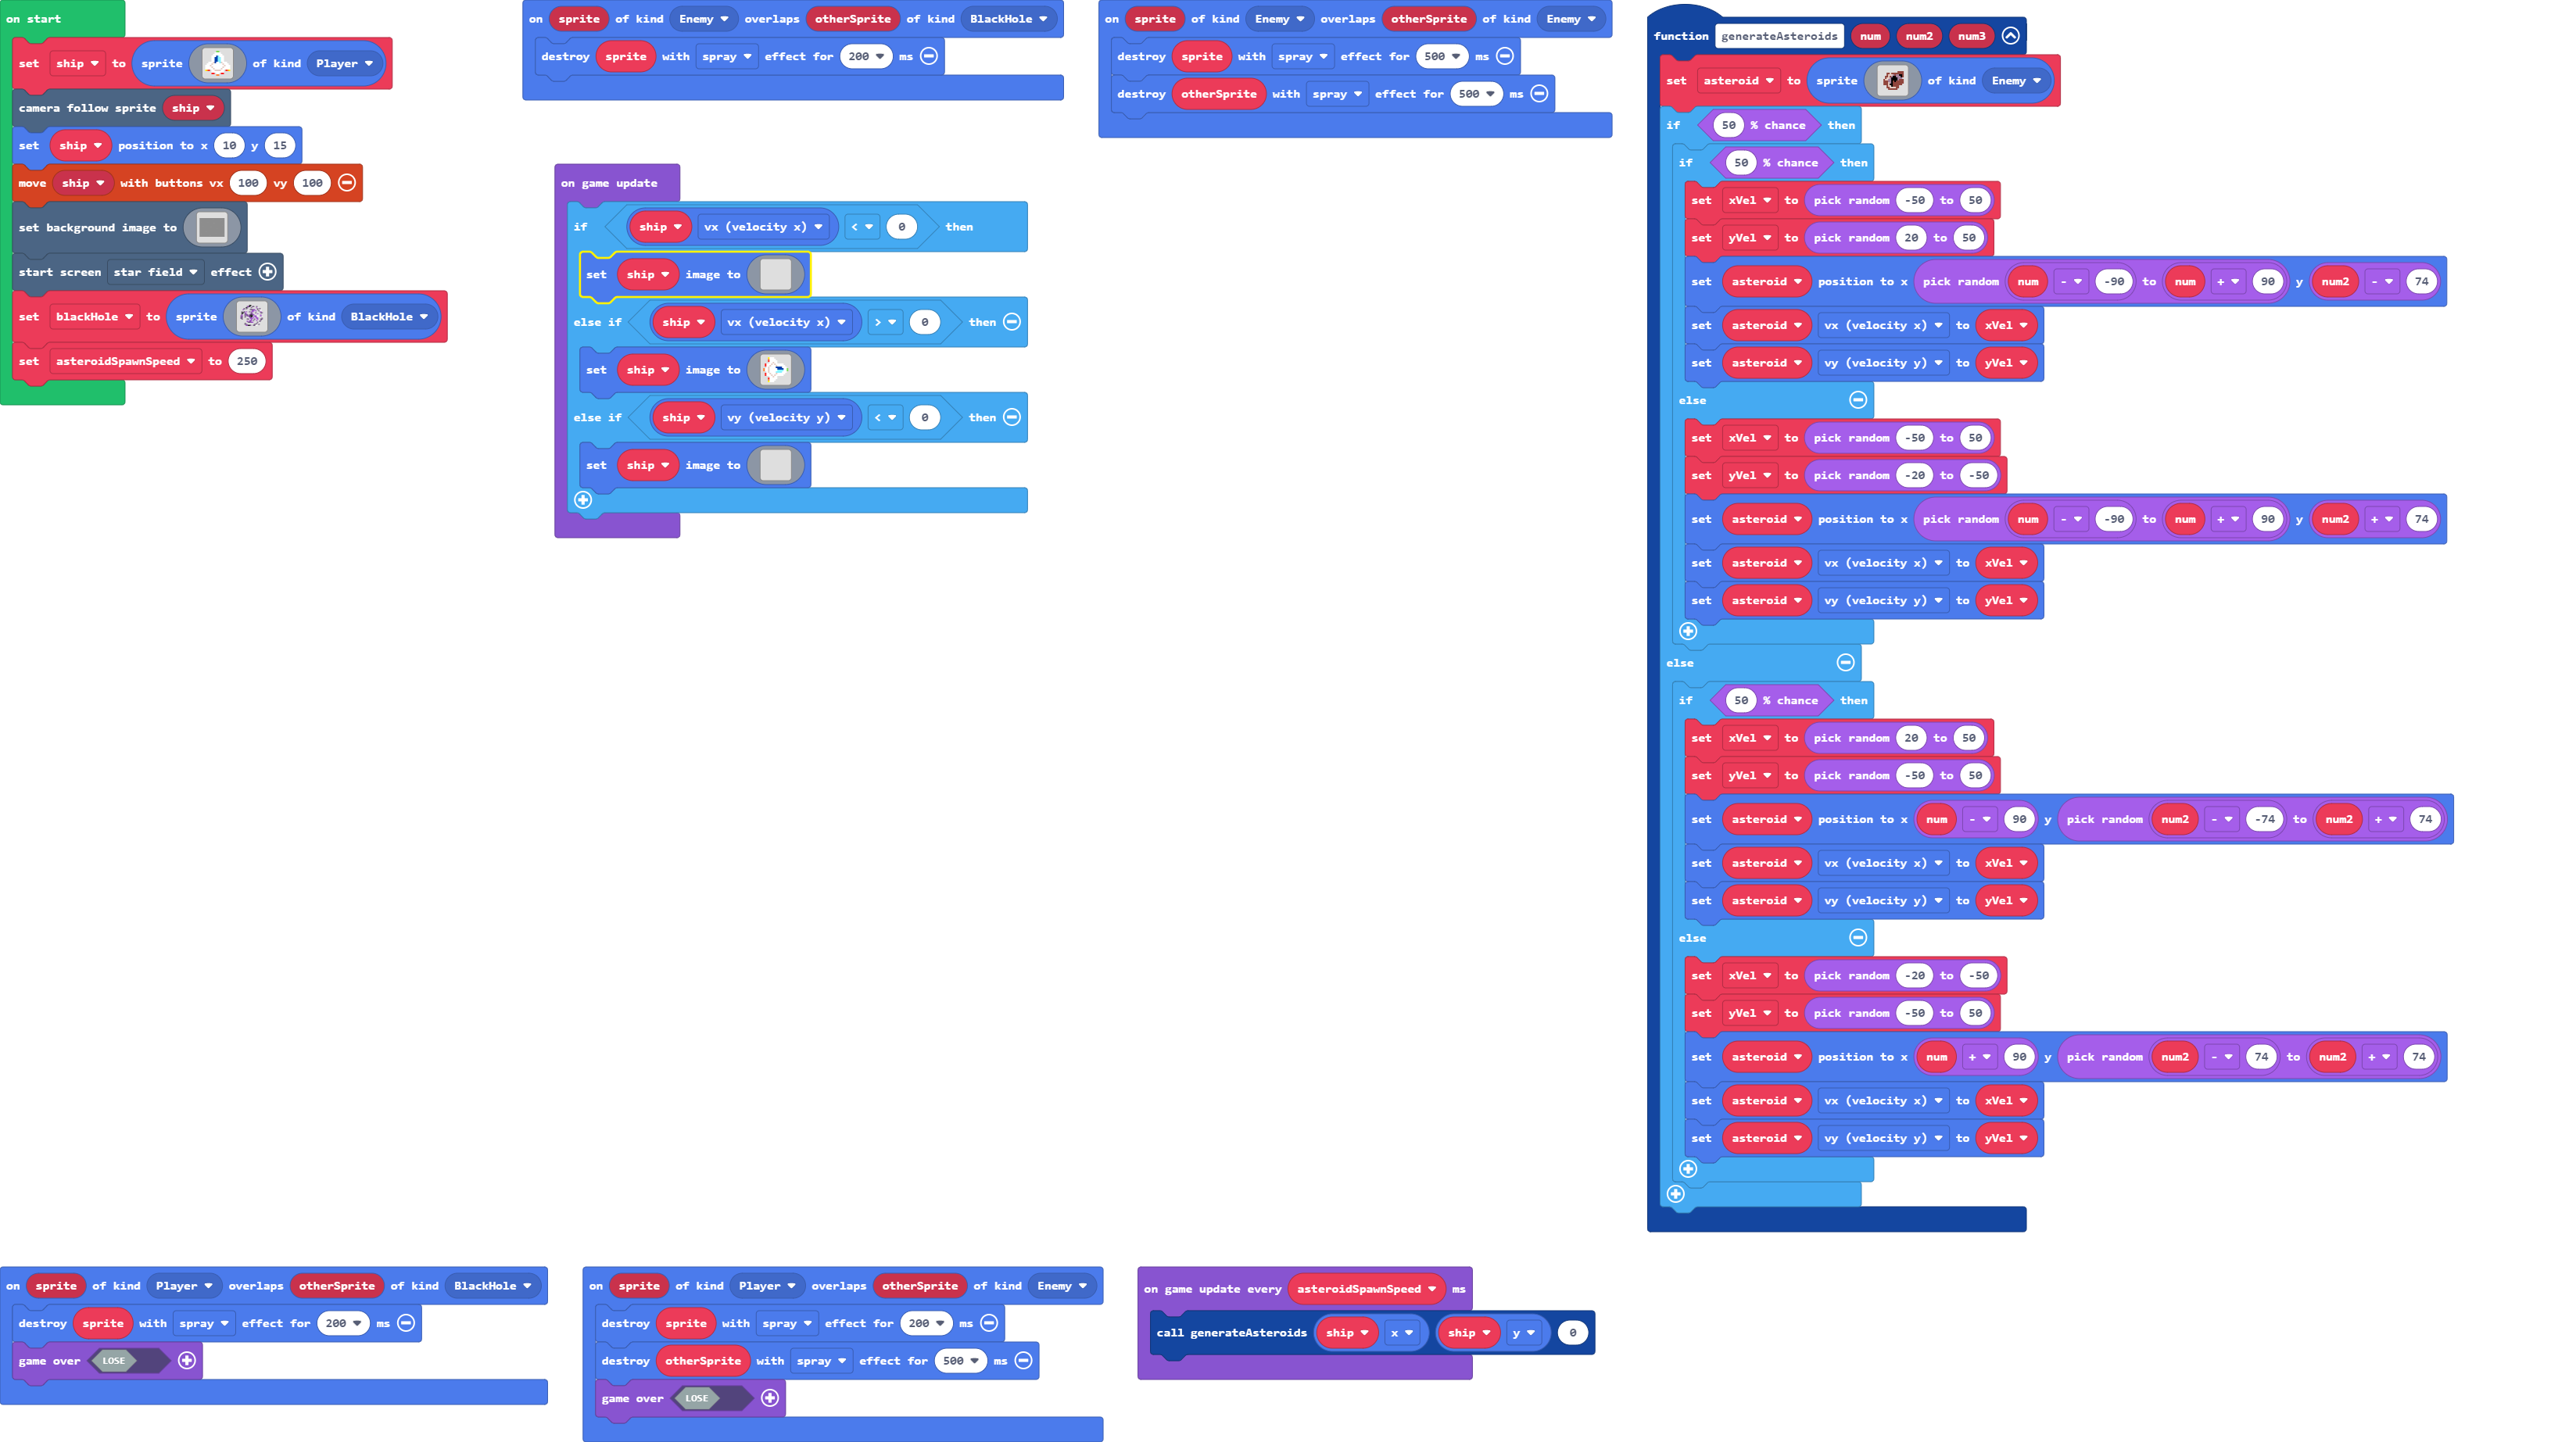 on start
set ship to sprite of kind Player
camera follow sprite ship
set ship position to x 10 y 15
move ship with buttons vx 100 vy 100
set background image to
start screen star field effect
set blackHole to sprite of kind BlackHole
set asteroidSpawnSpeed to 250
on sprite of kind Enemy overlaps otherSprite of kind BlackHole
destroy sprite with spray effect for 200 ms
on sprite of kind Enemy overlaps otherSprite of kind Enemy
destroy sprite with spray effect for 500 ms
destroy otherSprite with spray effect for 500 ms
on game update
if ship vx (velocity x) < 0 then
set ship image to
else if ship vx (velocity x) > 0 then
set ship image to
else if ship vy (velocity y) < 0 then
set ship image to
function generateAsteroids num num2 num3
set asteroid to sprite of kind Enemy
if 50 % chance then
if 50 % chance then
set xVel to pick random -50 to 50
set yVel to pick random 20 to 50
set asteroid position to x pick random num - -90 to num + 90 y num2 - 74
set asteroid vx (velocity x) to xVel
set asteroid vy (velocity y) to yVel
else
set xVel to pick random -50 to 50
set yVel to pick random -20 to -50
set asteroid position to x pick random num - -90 to num + 90 y num2 + 74
set asteroid vx (velocity x) to xVel
set asteroid vy (velocity y) to yVel
else
if 50 % chance then
set xVel to pick random 20 to 50
set yVel to pick random -50 to 50
set asteroid position to x num - 90 y pick random num2 - -74 to num2 + 74
set asteroid vx (velocity x) to xVel
set asteroid vy (velocity y) to yVel
else
set xVel to pick random -20 to -50
set yVel to pick random -50 to 50
set asteroid position to x num + 90 y pick random num2 - 74 to num2 + 74
set asteroid vx (velocity x) to xVel
set asteroid vy (velocity y) to yVel
on sprite of kind Player overlaps otherSprite of kind BlackHole
destroy sprite with spray effect for 200 ms
game over LOSE
on sprite of kind Player overlaps otherSprite of kind Enemy
destroy sprite with spray effect for 200 ms
destroy otherSprite with spray effect for 500 ms
game over LOSE
on game update every asteroidSpawnSpeed ms
call generateAsteroids ship x ship y 0